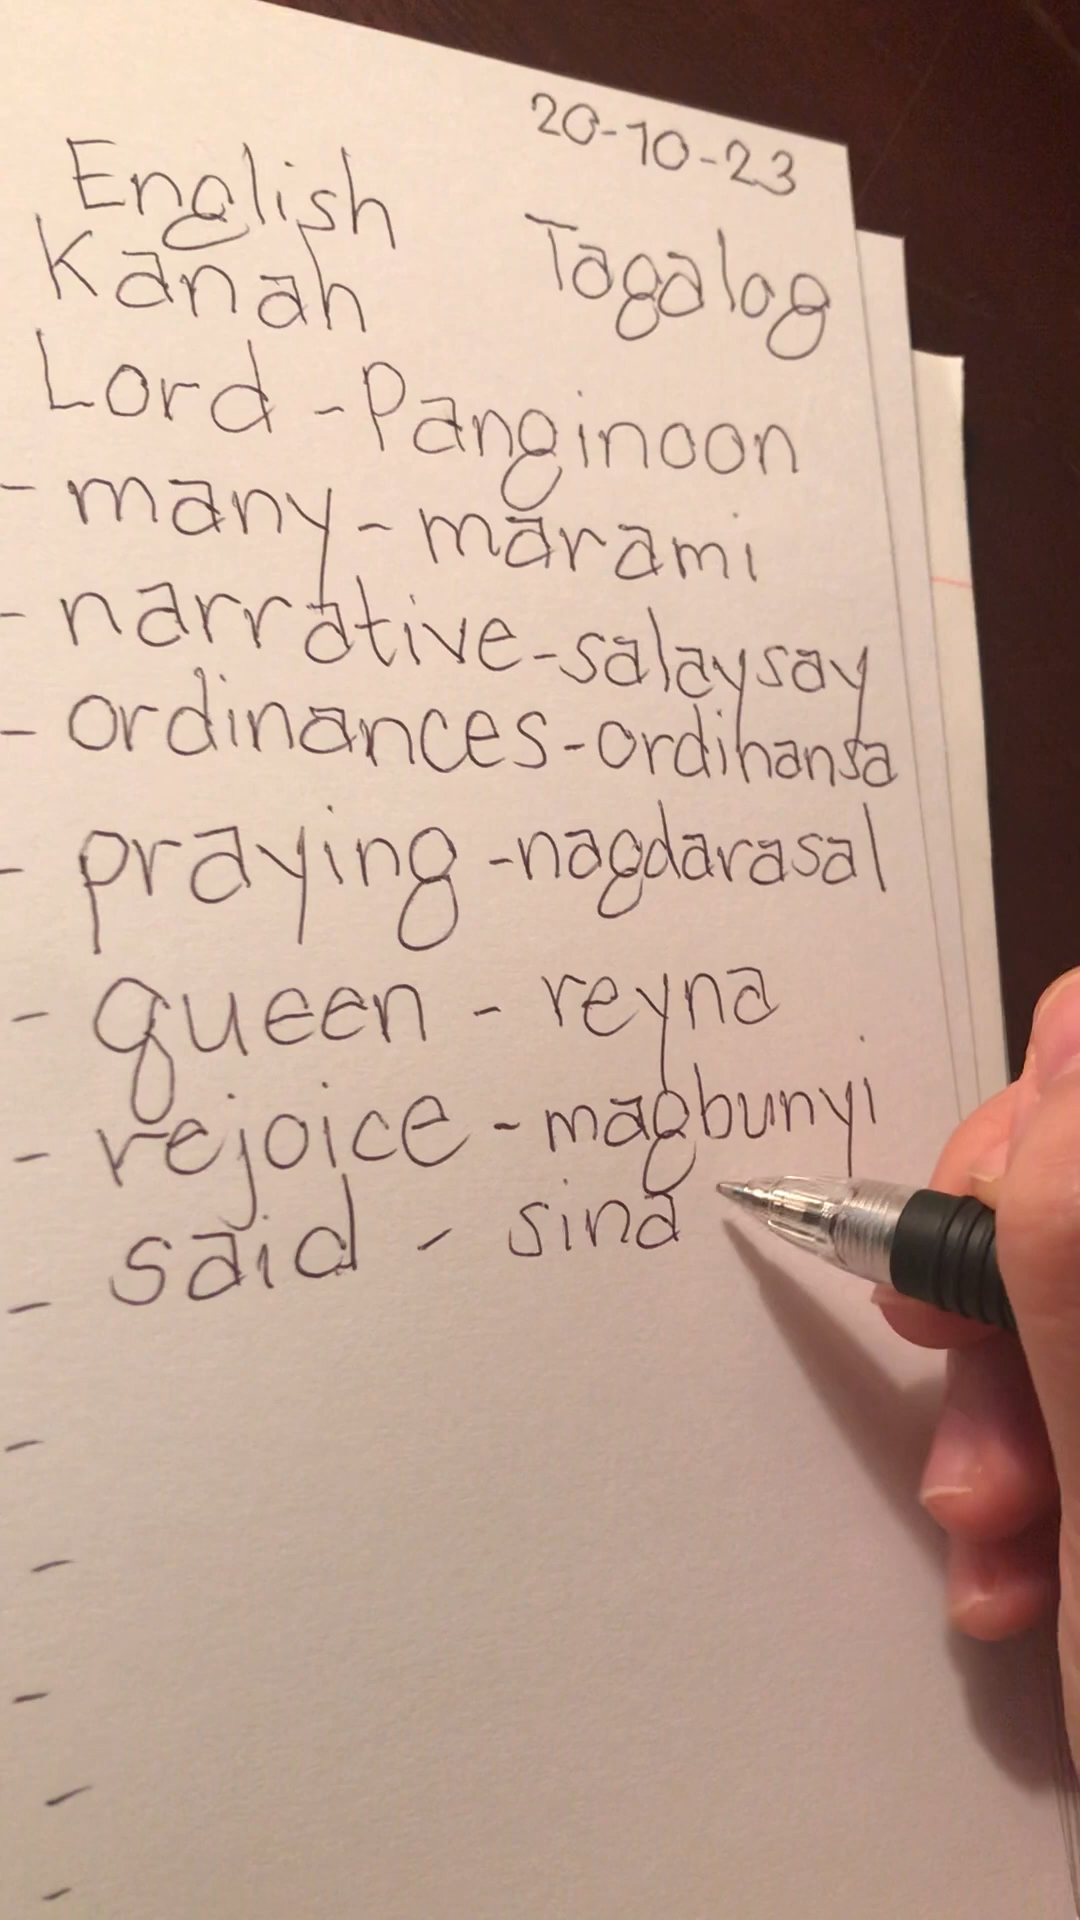 20-10-23
English Tagalog
Kanah
Lord - Panginoon
- many - marami
- narrative - salaysay
- ordinances - ordinansa
- praying - nagdarasal
- queen - reyna
- rejoice - magbunyi
- said - sina
-
-
-
-
-